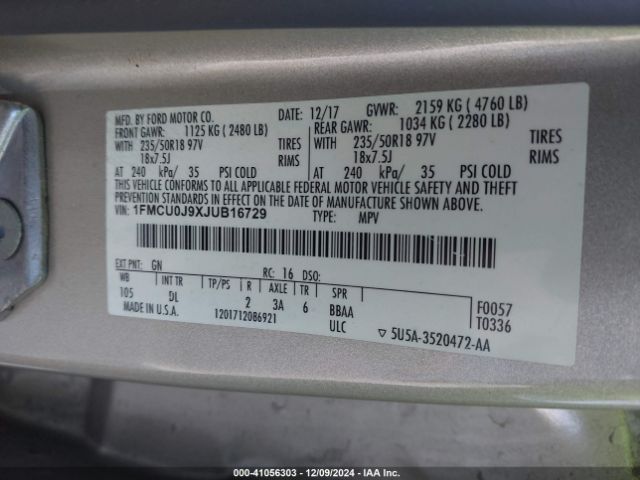 MFD. BY FORD MOTOR CO. DATE: 12/17 GVWR: 2159 KG ( 4760 LB)
FRONT GAWR: 1125 KG ( 2480 LB) REAR GAWR: 1034 KG ( 2280 LB)
WITH 235/50R18 97V TIRES WITH 235/50R18 97V TIRES
18x7.5J RIMS 18x7.5J RIMS
AT 240 kPa/ 35 PSI COLD AT 240 kPa/ 35 PSI COLD
THIS VEHICLE CONFORMS TO ALL APPLICABLE FEDERAL MOTOR VEHICLE SAFETY AND THEFT
PREVENTION STANDARDS IN EFFECT ON THE DATE OF MANUFACTURE SHOWN ABOVE.
VIN: 1FMCU0J9XJUB16729 TYPE: MPV
EXT PNT: GN RC: 16 DSO:
WB INT TR TP/PS R AXLE TR SPR
105 DL 2 3A 6 BBAA F0057
MADE IN U.S.A. 1201712086921 ULC T0336
▽ 5U5A-3520472-AA
000-41056303 - 12/09/2024 - IAA Inc.